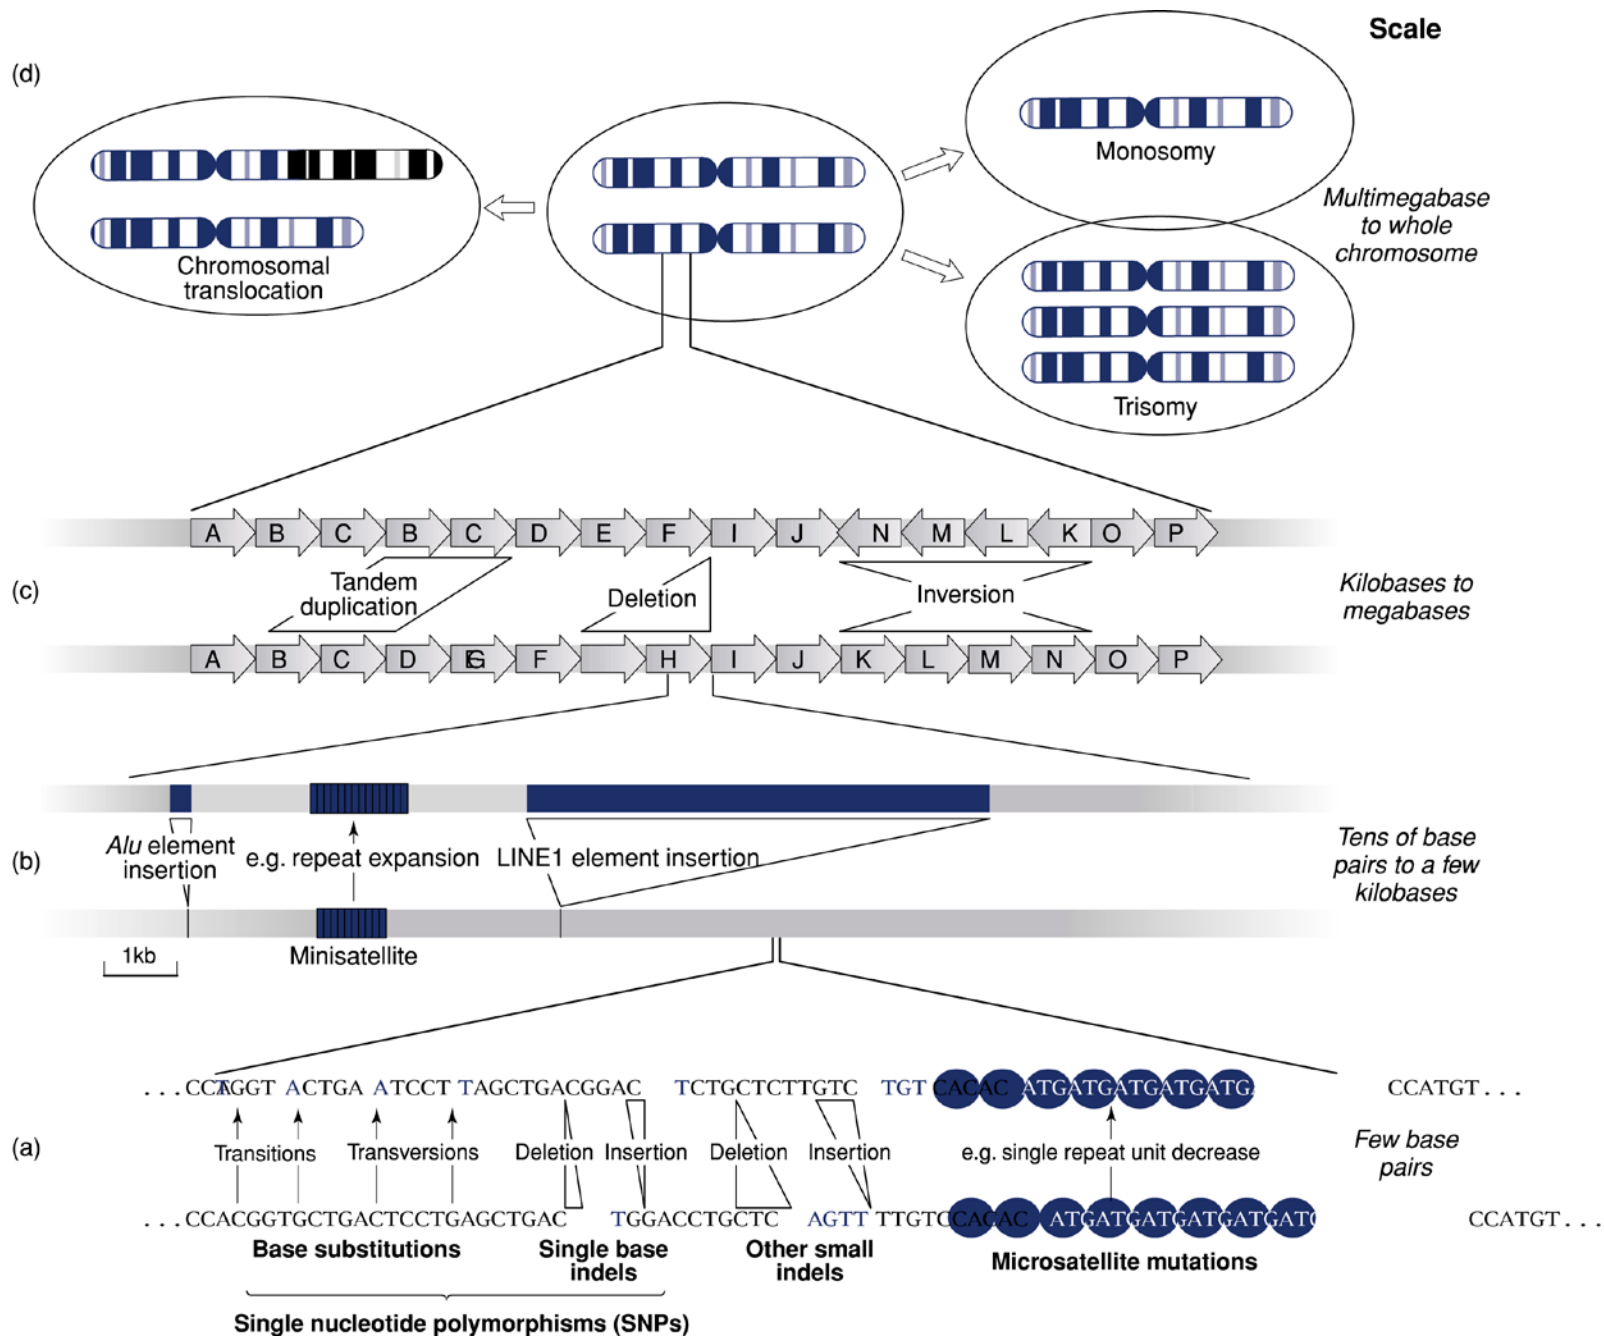 Scale
(d)
Monosomy
Multimegabase
to whole
chromosome
Chromosomal
translocation
Trisomy
A B C B C D E F I J N M L K O P
(c)
Tandem
duplication
Deletion
Inversion
Kilobases to
megabases
A B C D E G F H I J K L M N O P
(b)
Alu element
insertion
e.g. repeat expansion
LINE1 element insertion
Tens of base
pairs to a few
kilobases
1kb
Minisatellite
...CCTAGGT ACTGA ATCCT TAGCTGACGGAC TCTGCTCTTGTC TGT CACAC ATGATGATGATGATG CCATGT...
(a)
Transitions
Transversions
Deletion
Insertion
Deletion
Insertion
e.g. single repeat unit decrease
Few base
pairs
...CCACGGTGCTGACTCCTGAGCTGAC TGGACCTGCTC AGTT TTGTCCACAC ATGATGATGATGATG CCATGT...
Base substitutions
Single base
indels
Other small
indels
Microsatellite mutations
Single nucleotide polymorphisms (SNPs)